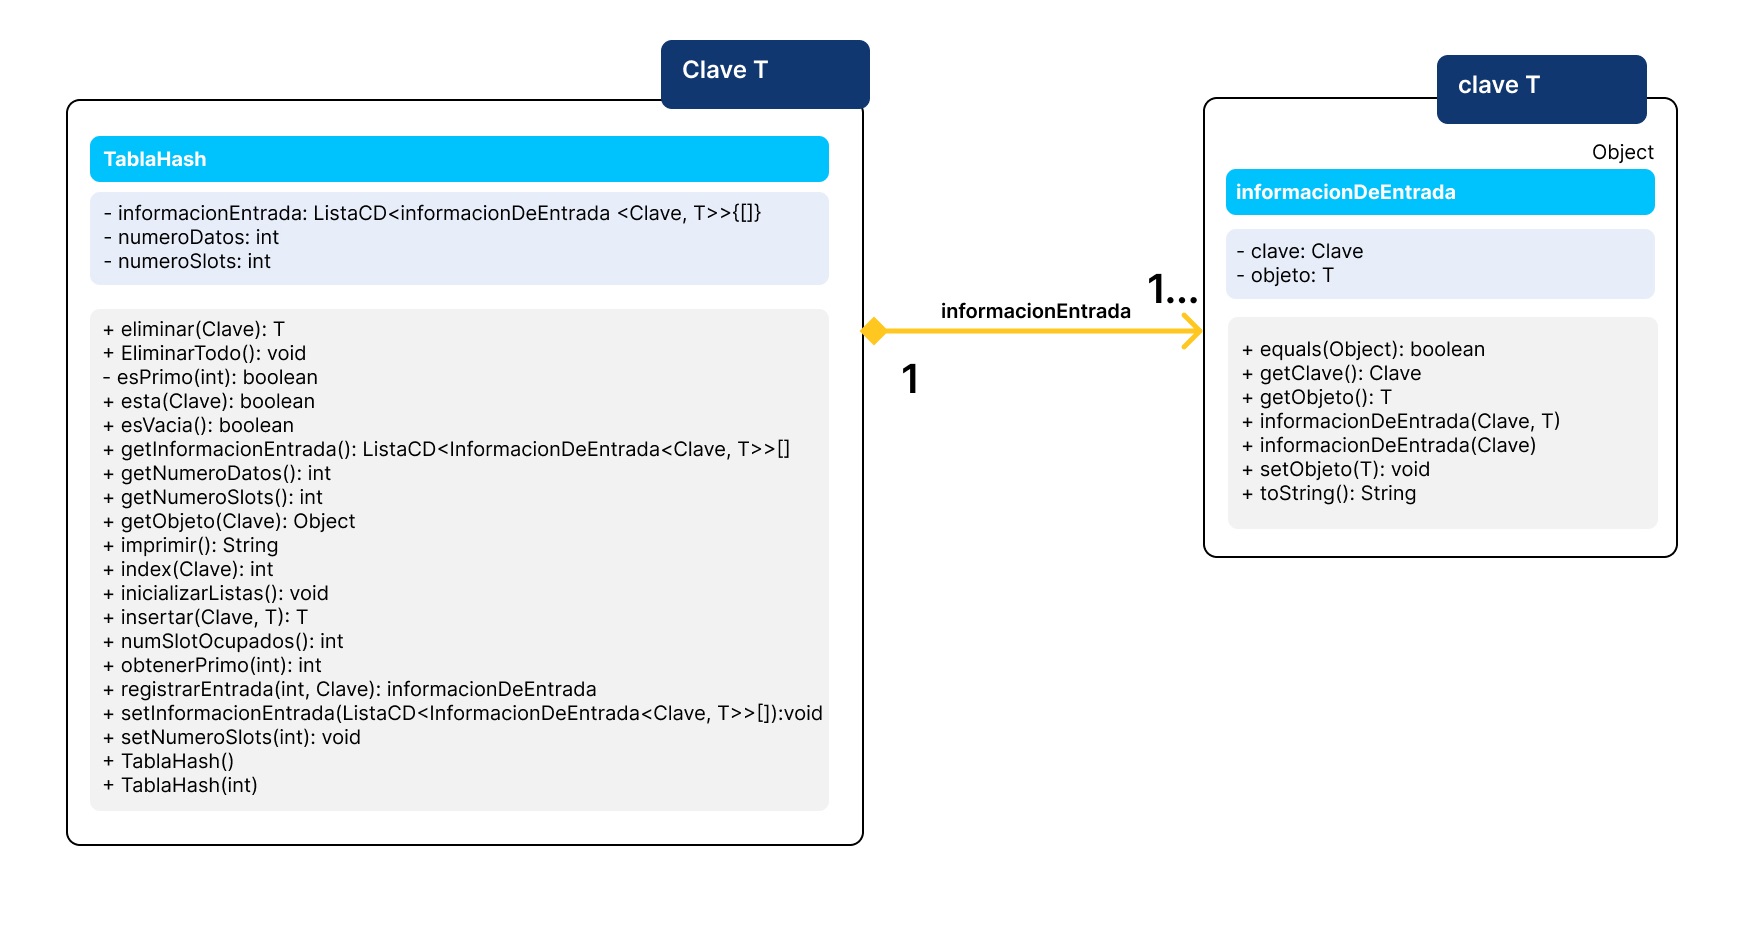 Clave T
TablaHash
- informacionEntrada: ListaCD<informacionDeEntrada <Clave, T>>{[]}
- numeroDatos: int
- numeroSlots: int
+ eliminar(Clave): T
+ EliminarTodo(): void
- esPrimo(int): boolean
+ esta(Clave): boolean
+ esVacia(): boolean
+ getInformacionEntrada(): ListaCD<InformacionDeEntrada<Clave, T>>[]
+ getNumeroDatos(): int
+ getNumeroSlots(): int
+ getObjeto(Clave): Object
+ imprimir(): String
+ index(Clave): int
+ inicializarListas(): void
+ insertar(Clave, T): T
+ numSlotOcupados(): int
+ obtenerPrimo(int): int
+ registrarEntrada(int, Clave): informacionDeEntrada
+ setInformacionEntrada(ListaCD<InformacionDeEntrada<Clave, T>>[]):void
+ setNumeroSlots(int): void
+ TablaHash()
+ TablaHash(int)
1...
informacionEntrada
1
clave T
Object
informacionDeEntrada
- clave: Clave
- objeto: T
+ equals(Object): boolean
+ getClave(): Clave
+ getObjeto(): T
+ informacionDeEntrada(Clave, T)
+ informacionDeEntrada(Clave)
+ setObjeto(T): void
+ toString(): String